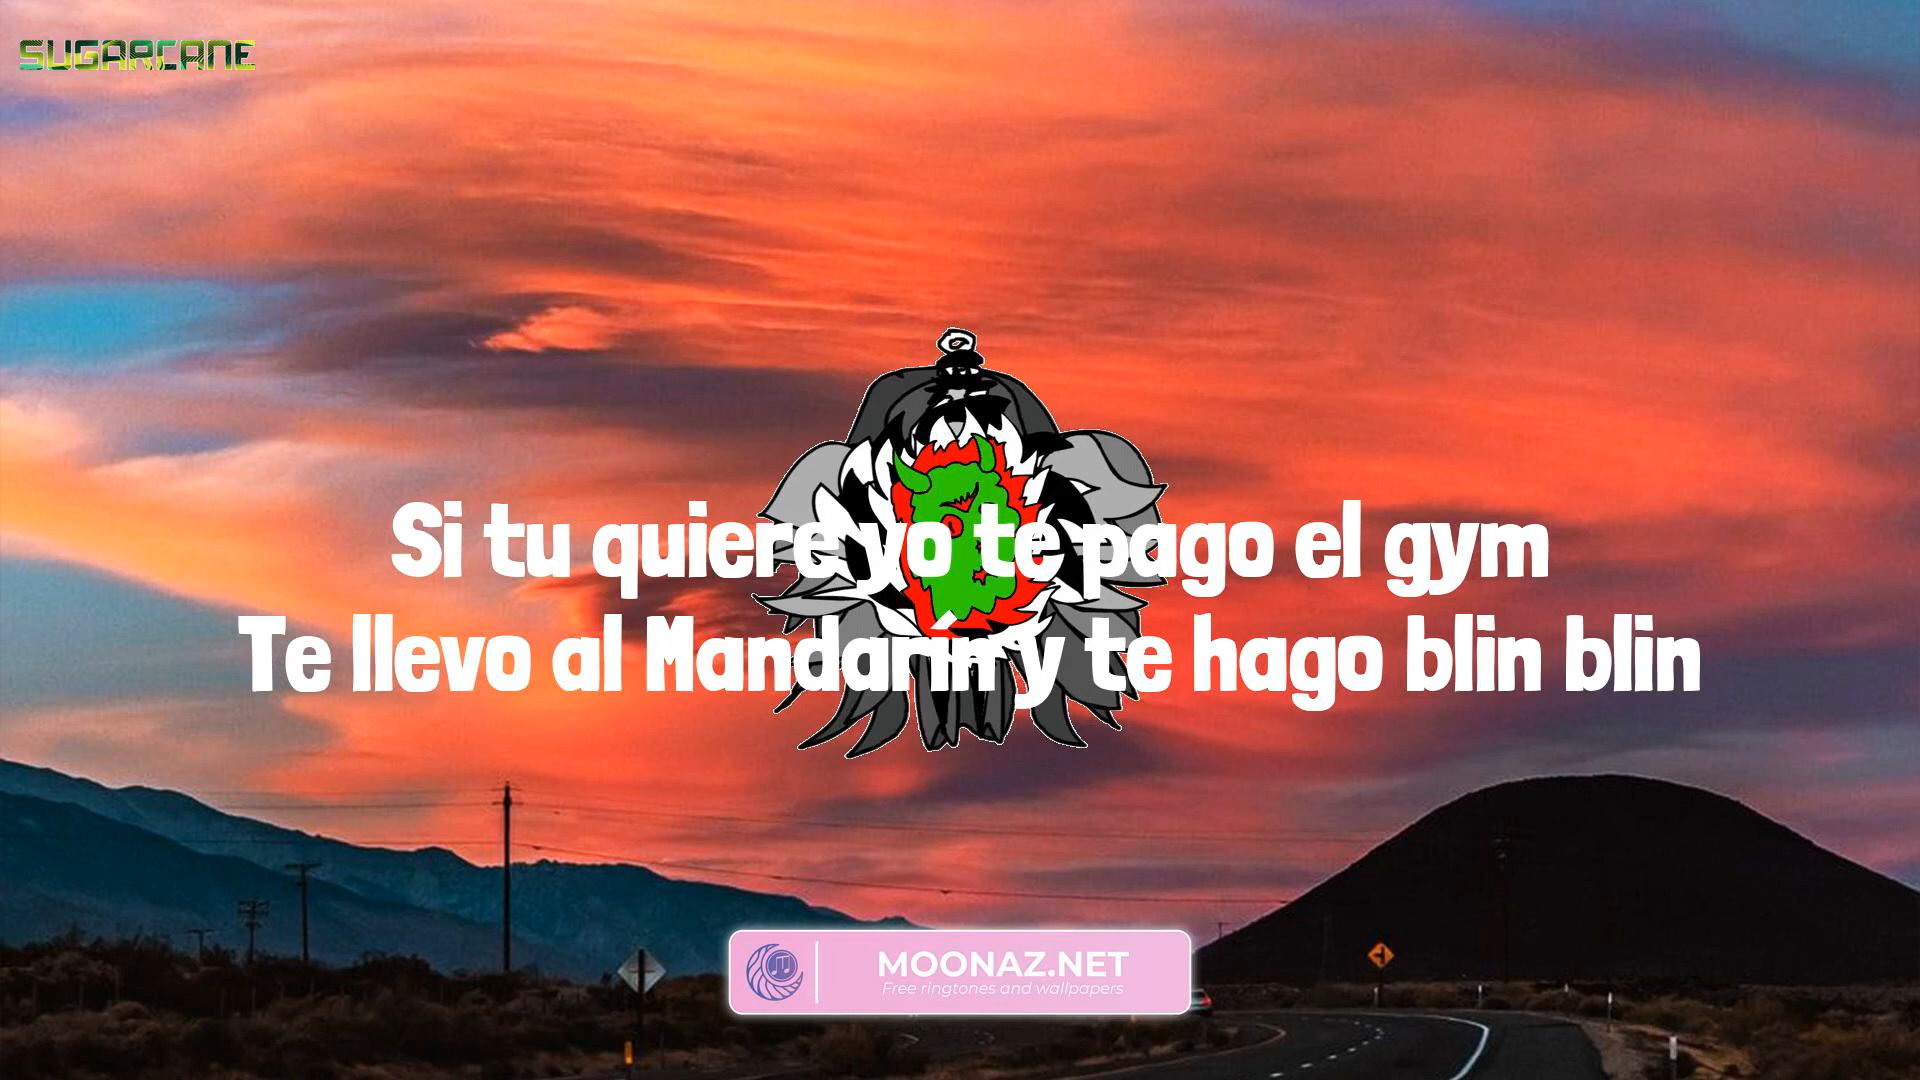 SUGARCANE
Si tu quiere yo te pago el gym
Te llevo al Mandarín y te hago blin blin
MOONAZ.NET
Free ringtones and wallpapers